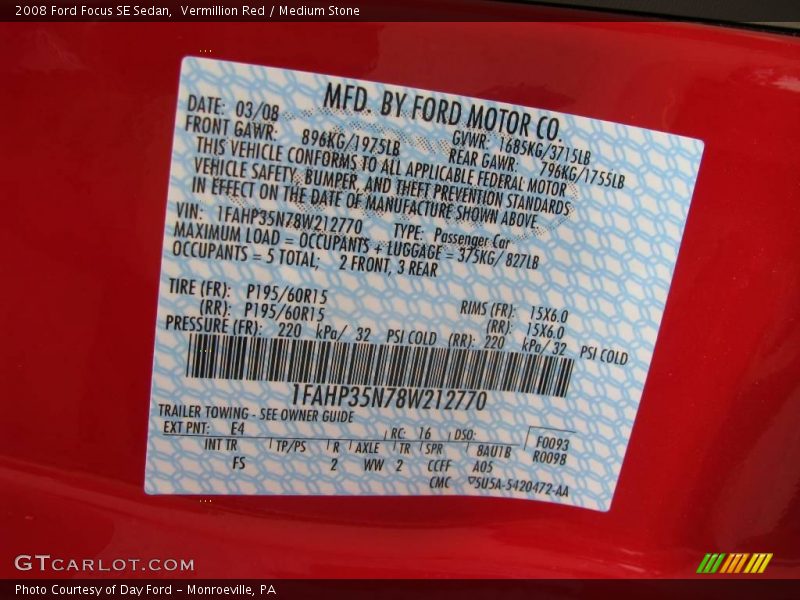 2008 Ford Focus SE Sedan,  Vermillion Red / Medium Stone
MFD. BY FORD MOTOR CO.
DATE: 03/08 GVWR: 1685KG/3715LB
FRONT GAWR: 896KG/1975LB REAR GAWR: 796KG/1755LB
THIS VEHICLE CONFORMS TO ALL APPLICABLE FEDERAL MOTOR
VEHICLE SAFETY, BUMPER, AND THEFT PREVENTION STANDARDS
IN EFFECT ON THE DATE OF MANUFACTURE SHOWN ABOVE
VIN: 1FAHP35N78W212770 TYPE: Passenger Car
MAXIMUM LOAD = OCCUPANTS + LUGGAGE = 375KG/ 827LB
OCCUPANTS = 5 TOTAL; 2 FRONT, 3 REAR
TIRE (FR): P195/60R15 RIMS (FR): 15X6.0
(RR): P195/60R15 (RR): 15X6.0
PRESSURE (FR): 220 kPa/ 32 PSI COLD (RR): 220 kPa/ 32 PSI COLD
1FAHP35N78W212770
TRAILER TOWING - SEE OWNER GUIDE
EXT PNT: E4 RC: 16 DSO: F0093
INT TR TP/PS R AXLE TR SPR 8AU1B R0098
FS 2 WW 2 CCFF A05
CMC 5U5A-5420472-AA
GTCARLOT.COM
Photo Courtesy of Day Ford – Monroeville, PA